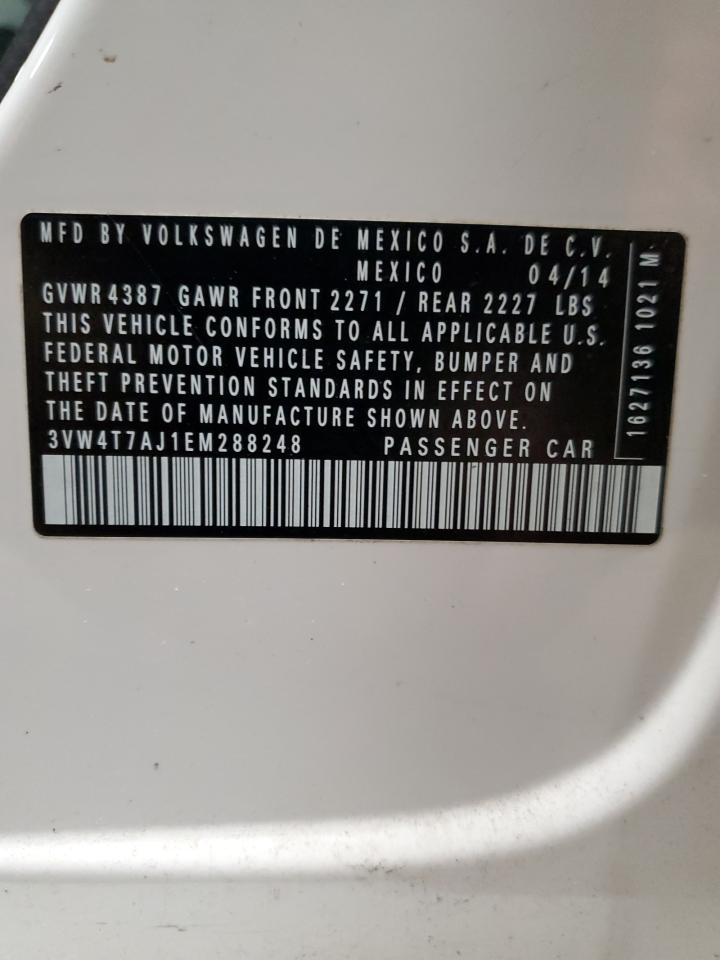 MFD BY VOLKSWAGEN DE MEXICO S.A. DE C.V.
MEXICO 04/14
GVWR 4387 GAWR FRONT 2271 / REAR 2227 LBS
THIS VEHICLE CONFORMS TO ALL APPLICABLE U.S.
FEDERAL MOTOR VEHICLE SAFETY, BUMPER AND
THEFT PREVENTION STANDARDS IN EFFECT ON
THE DATE OF MANUFACTURE SHOWN ABOVE.
3VW4T7AJ1EM288248 PASSENGER CAR
1627136 1021 M